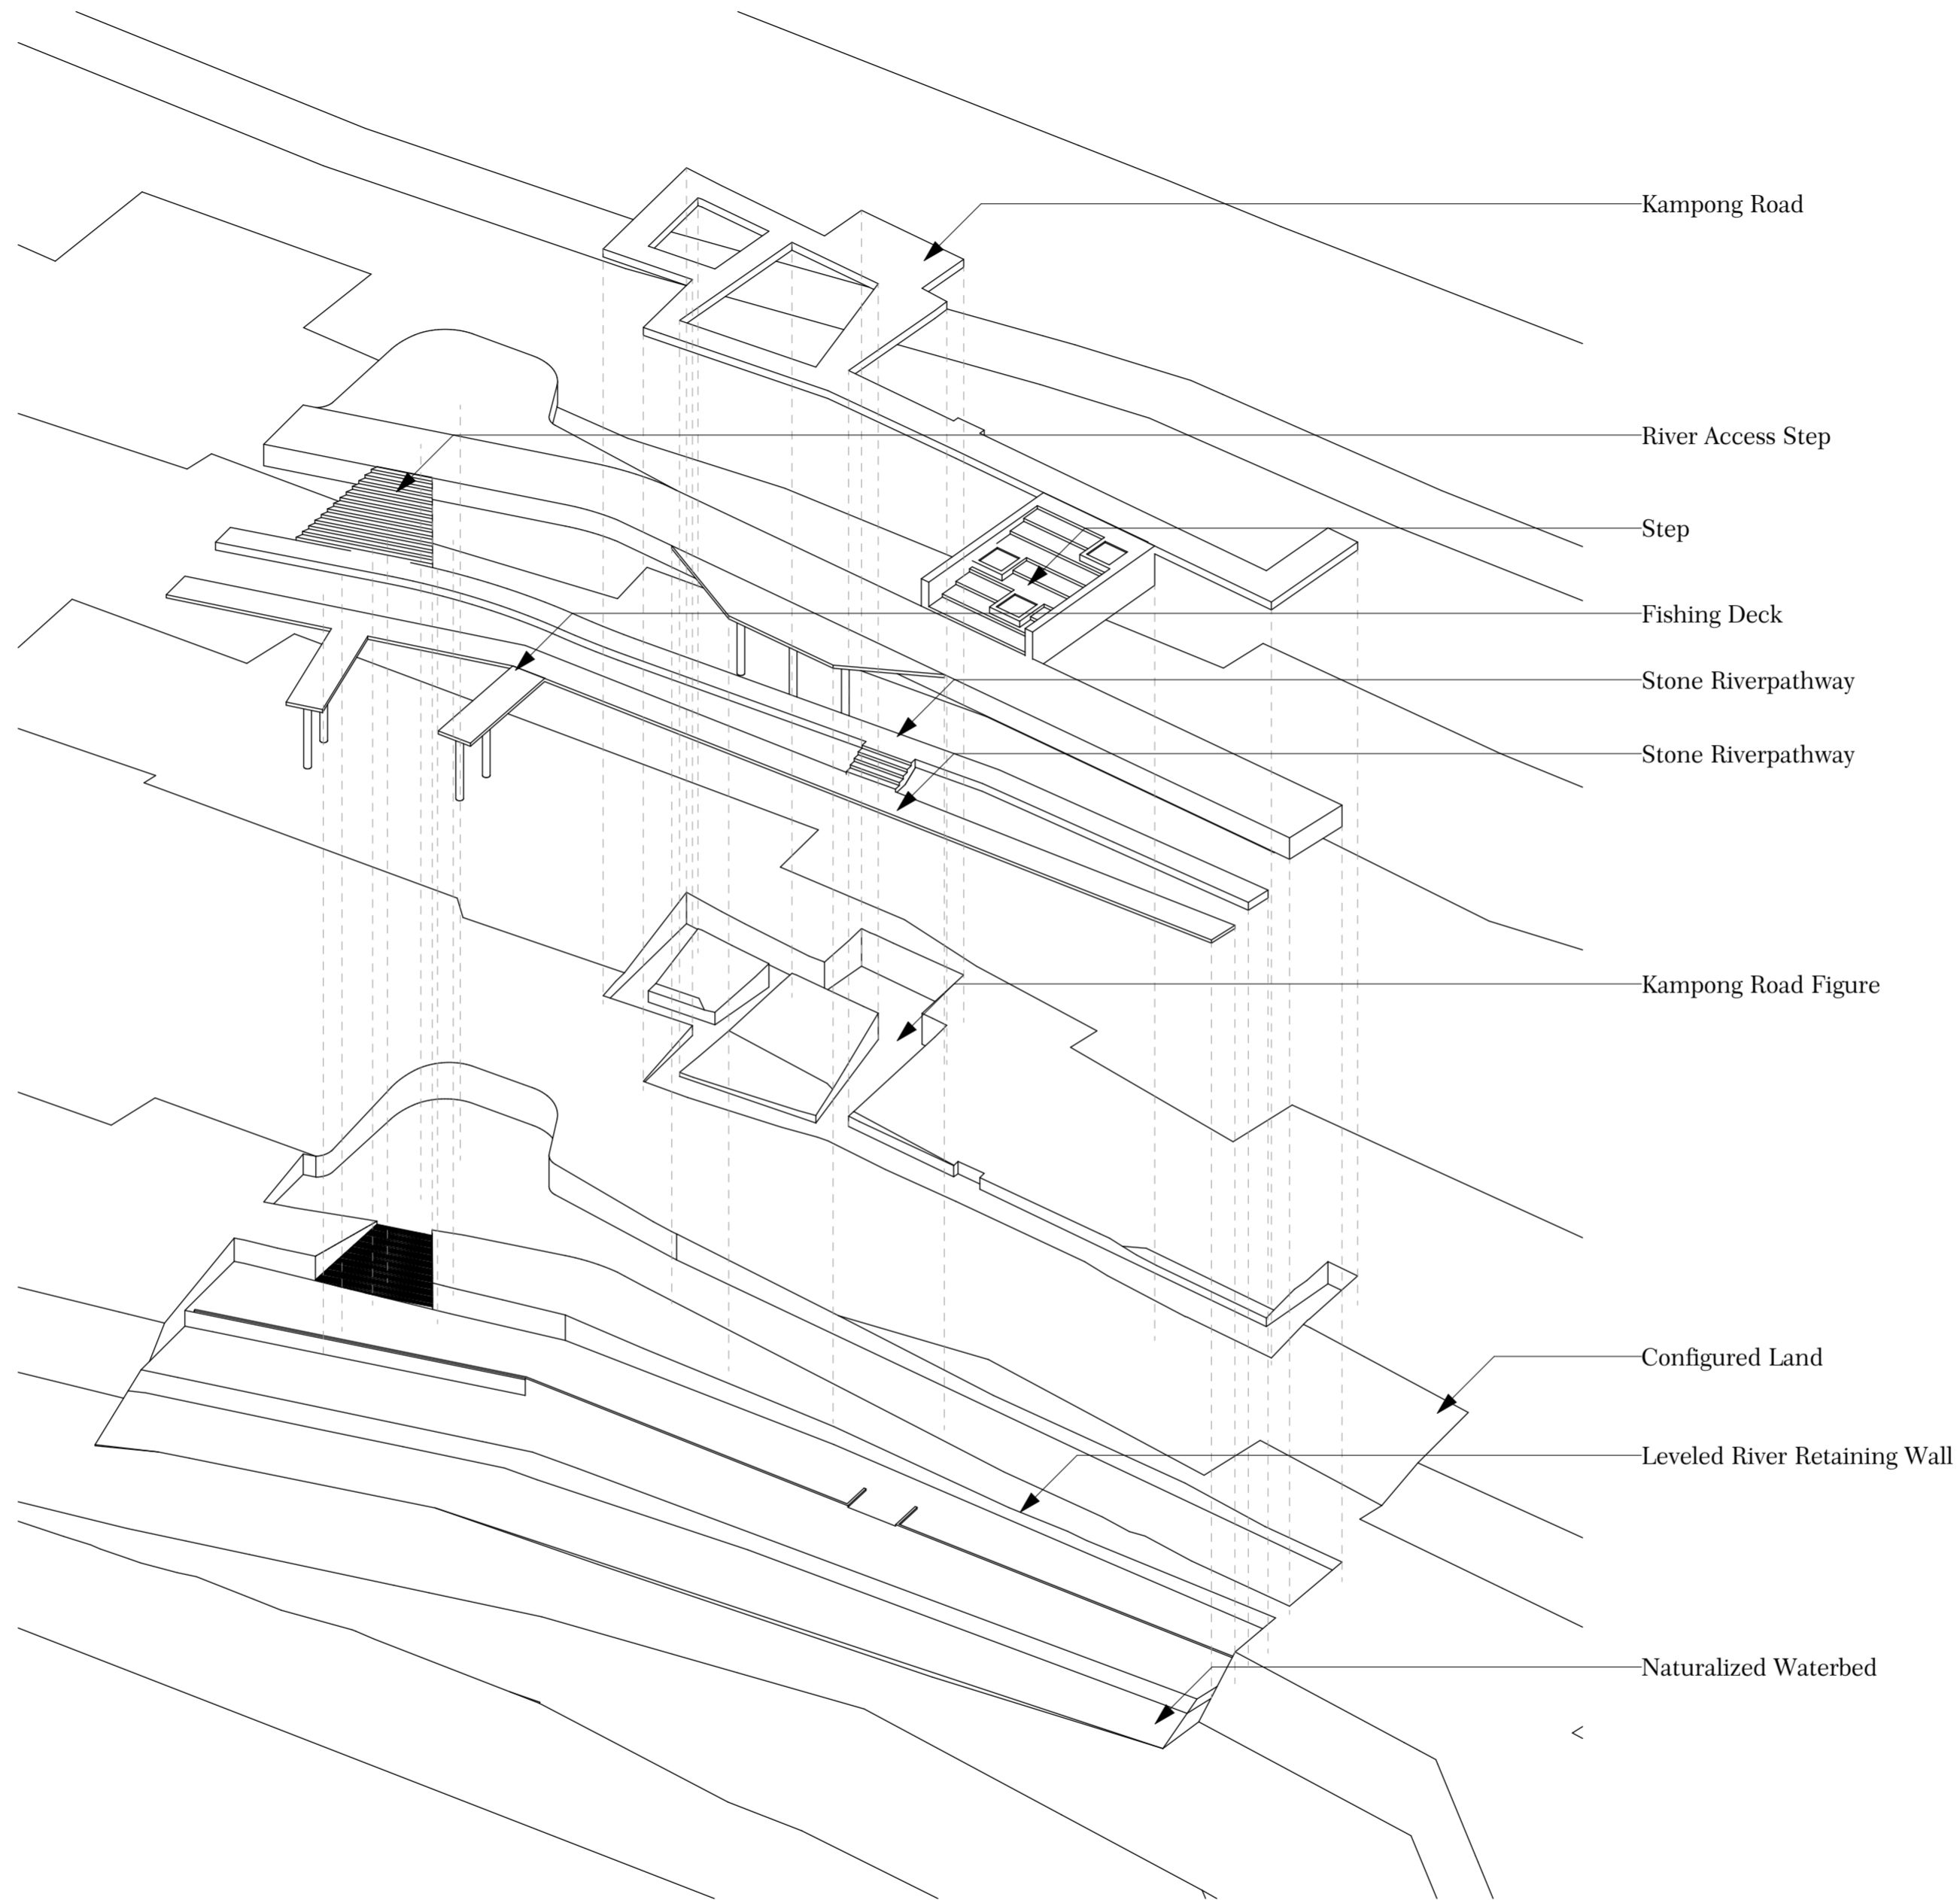 Kampong Road
River Access Step
Step
Fishing Deck
Stone Riverpathway
Stone Riverpathway
Kampong Road Figure
Configured Land
Leveled River Retaining Wall
Naturalized Waterbed